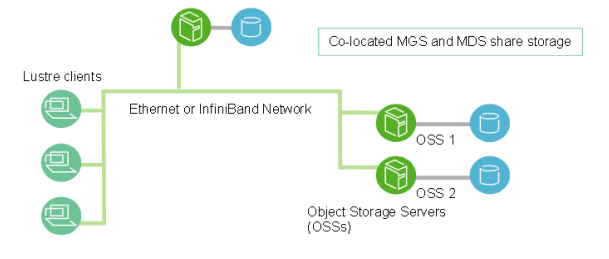 Co-located MGS and MDS share storage
Lustre clients
Ethernet or InfiniBand Network
OSS 1
OSS 2
Object Storage Servers
(OSSs)